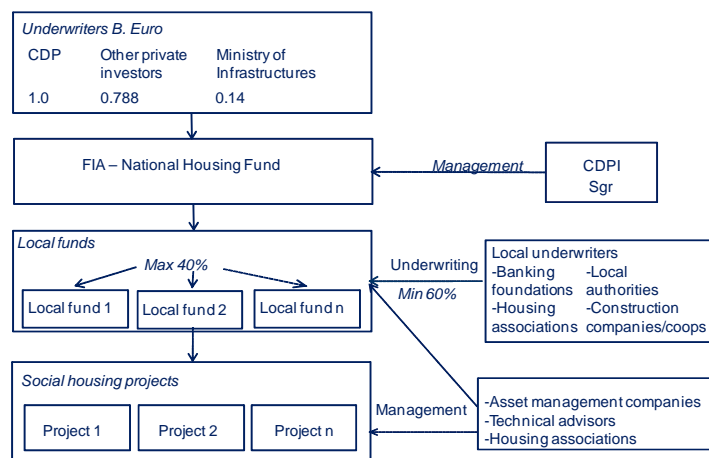 Underwriters B. Euro
CDP
Other private
investors
Ministry of
Infrastructures
1.0
0.788
0.14
FIA – National Housing Fund
Management
CDPI
Sgr
Local funds
Max 40%
Local fund 1
Local fund 2
Local fund n
Underwriting
Min 60%
Local underwriters
-Banking
foundations
-Housing
associations
-Local
authorities
-Construction
companies/coops
Social housing projects
Project 1
Project 2
Project n
Management
-Asset management companies
-Technical advisors
-Housing associations